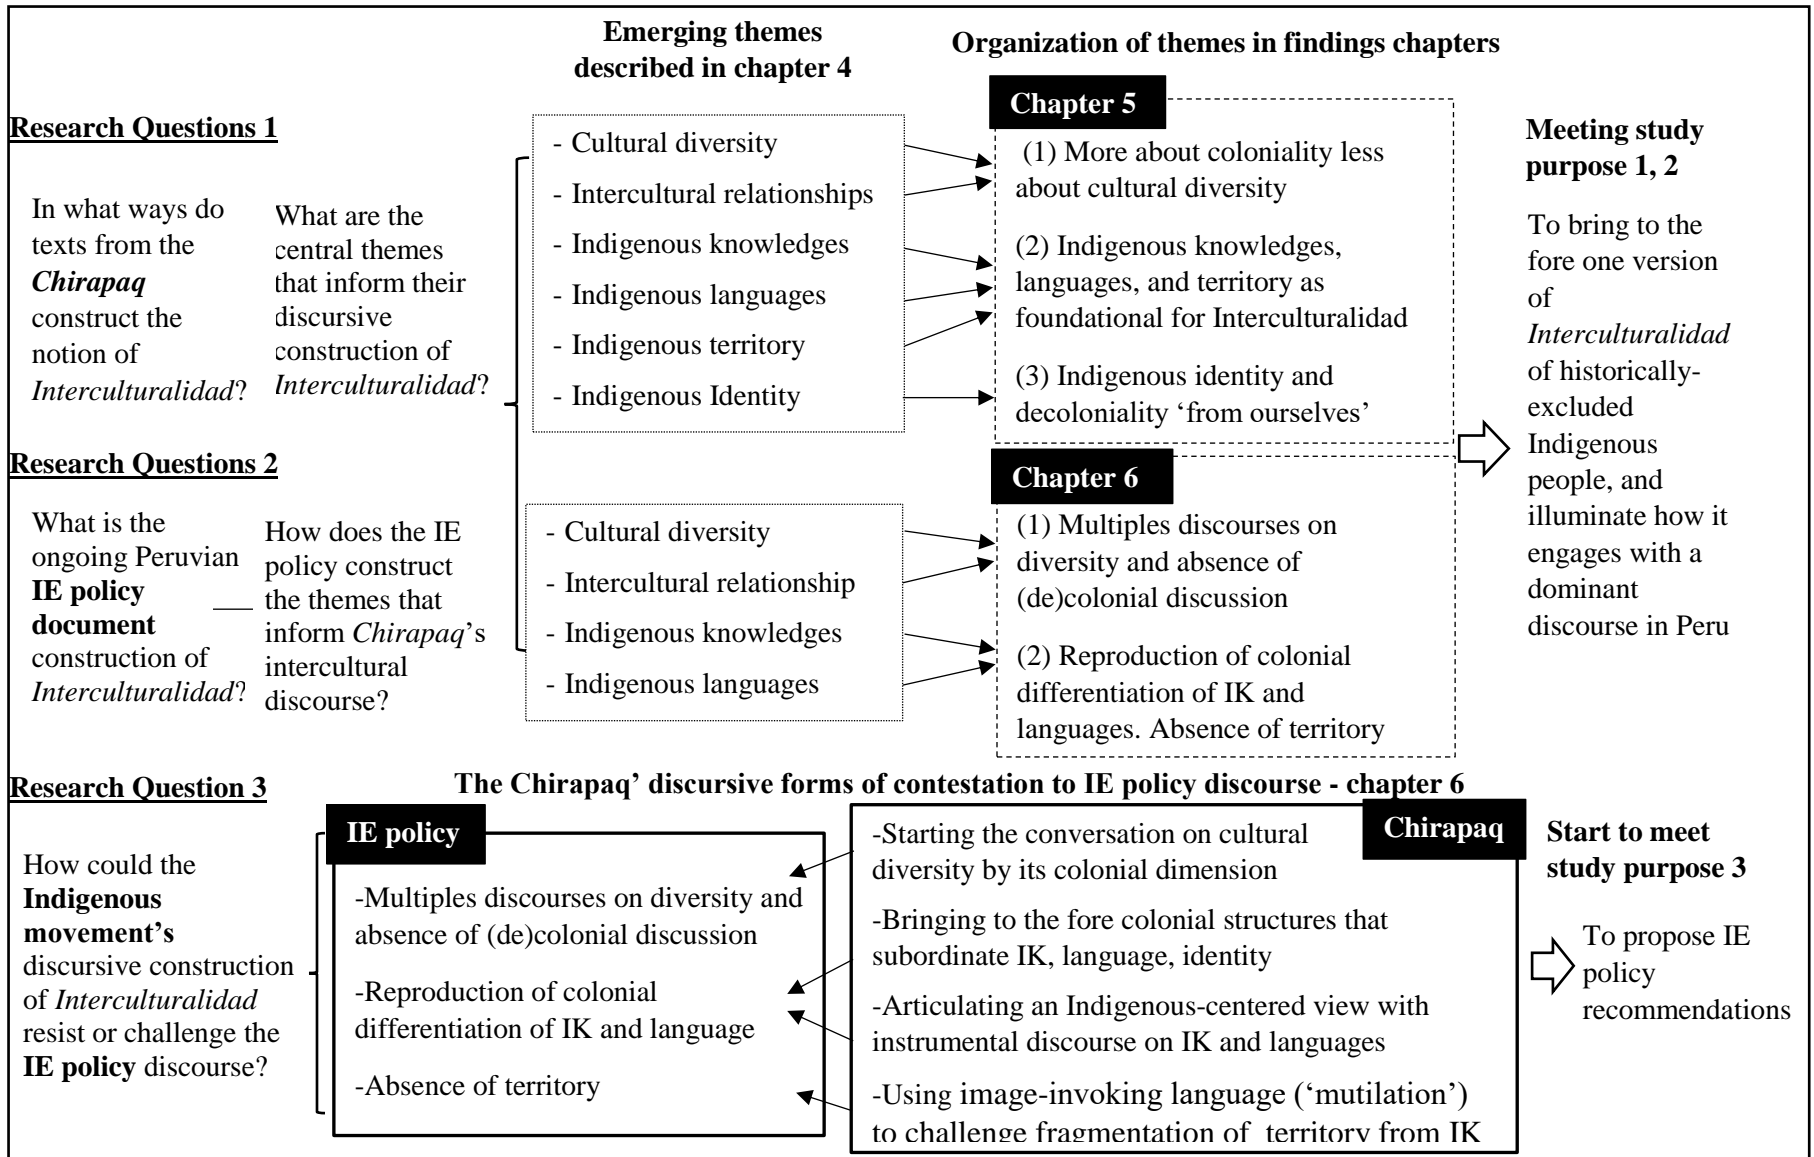 Emerging themes
described in chapter 4
Organization of themes in findings chapters
Research Questions 1
In what ways do
texts from the
Chirapaq
construct the
notion of
Interculturalidad?
What are the
central themes
that inform their
discursive
construction of
Interculturalidad?
- Cultural diversity
- Intercultural relationships
- Indigenous knowledges
- Indigenous languages
- Indigenous territory
- Indigenous Identity
Chapter 5
(1) More about coloniality less
about cultural diversity
(2) Indigenous knowledges,
languages, and territory as
foundational for Interculturalidad
(3) Indigenous identity and
decoloniality ‘from ourselves’
Meeting study
purpose 1, 2
To bring to the
fore one version
of
Interculturalidad
of historically-
excluded
Indigenous
people, and
illuminate how it
engages with a
dominant
discourse in Peru
Research Questions 2
What is the
ongoing Peruvian
IE policy
document
construction of
Interculturalidad?
How does the IE
policy construct
the themes that
inform Chirapaq’s
intercultural
discourse?
- Cultural diversity
- Intercultural relationship
- Indigenous knowledges
- Indigenous languages
Chapter 6
(1) Multiples discourses on
diversity and absence of
(de)colonial discussion
(2) Reproduction of colonial
differentiation of IK and
languages. Absence of territory
Research Question 3
How could the
Indigenous
movement’s
discursive construction
of Interculturalidad
resist or challenge the
IE policy discourse?
The Chirapaq’ discursive forms of contestation to IE policy discourse - chapter 6
IE policy
-Multiples discourses on diversity and
absence of (de)colonial discussion
-Reproduction of colonial
differentiation of IK and language
-Absence of territory
Chirapaq
-Starting the conversation on cultural
diversity by its colonial dimension
-Bringing to the fore colonial structures that
subordinate IK, language, identity
-Articulating an Indigenous-centered view with
instrumental discourse on IK and languages
-Using image-invoking language (‘mutilation’)
to challenge fragmentation of territory from IK
Start to meet
study purpose 3
To propose IE
policy
recommendations